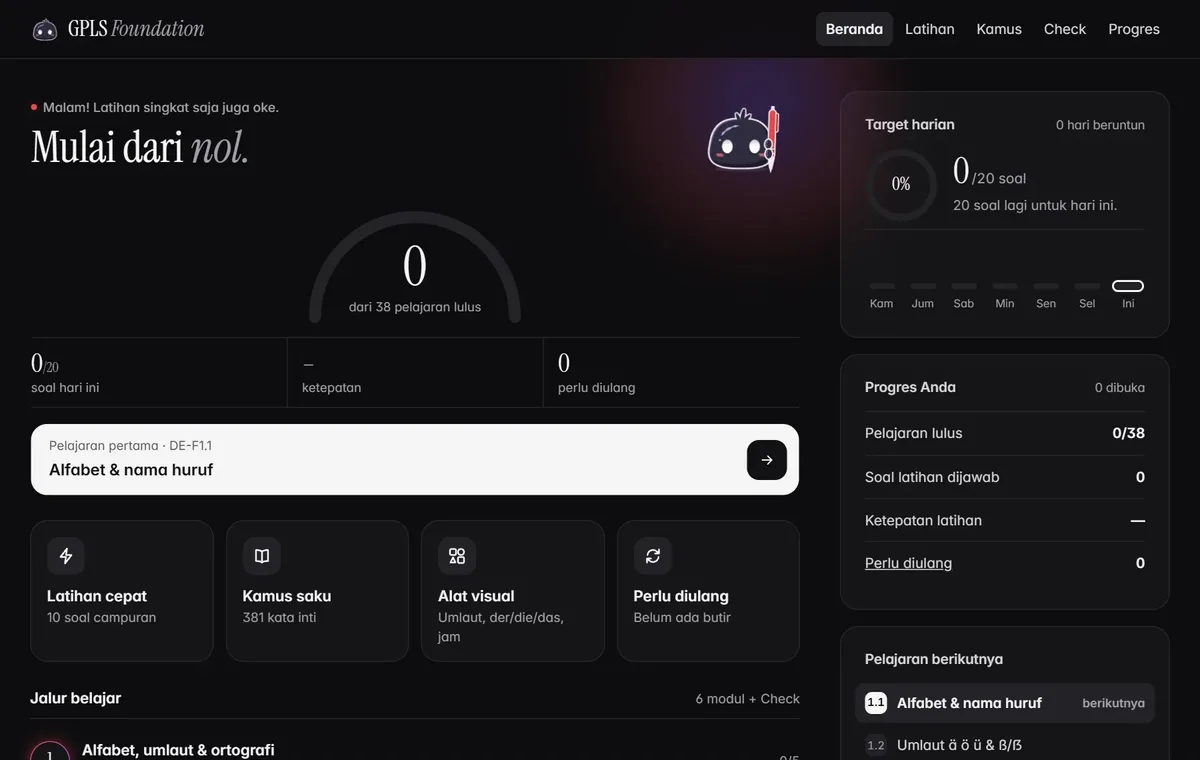 GPLS Foundation
Beranda
Latihan
Kamus
Check
Progres
Malam! Latihan singkat saja juga oke.
Mulai dari nol.
0
dari 38 pelajaran lulus
0/20
soal hari ini
–
ketepatan
0
perlu diulang
Pelajaran pertama · DE-F1.1
Alfabet & nama huruf
Latihan cepat
10 soal campuran
Kamus saku
381 kata inti
Alat visual
Umlaut, der/die/das,
jam
Perlu diulang
Belum ada butir
Jalur belajar
6 modul + Check
1
Alfabet, umlaut & ortografi
0/5
Target harian
0 hari beruntun
0%
0/20 soal
20 soal lagi untuk hari ini.
Kam
Jum
Sab
Min
Sen
Sel
Ini
Progres Anda
0 dibuka
Pelajaran lulus
0/38
Soal latihan dijawab
0
Ketepatan latihan
—
Perlu diulang
0
Pelajaran berikutnya
1.1
Alfabet & nama huruf
berikutnya
1.2
Umlaut ä ö ü & ß/ẞ